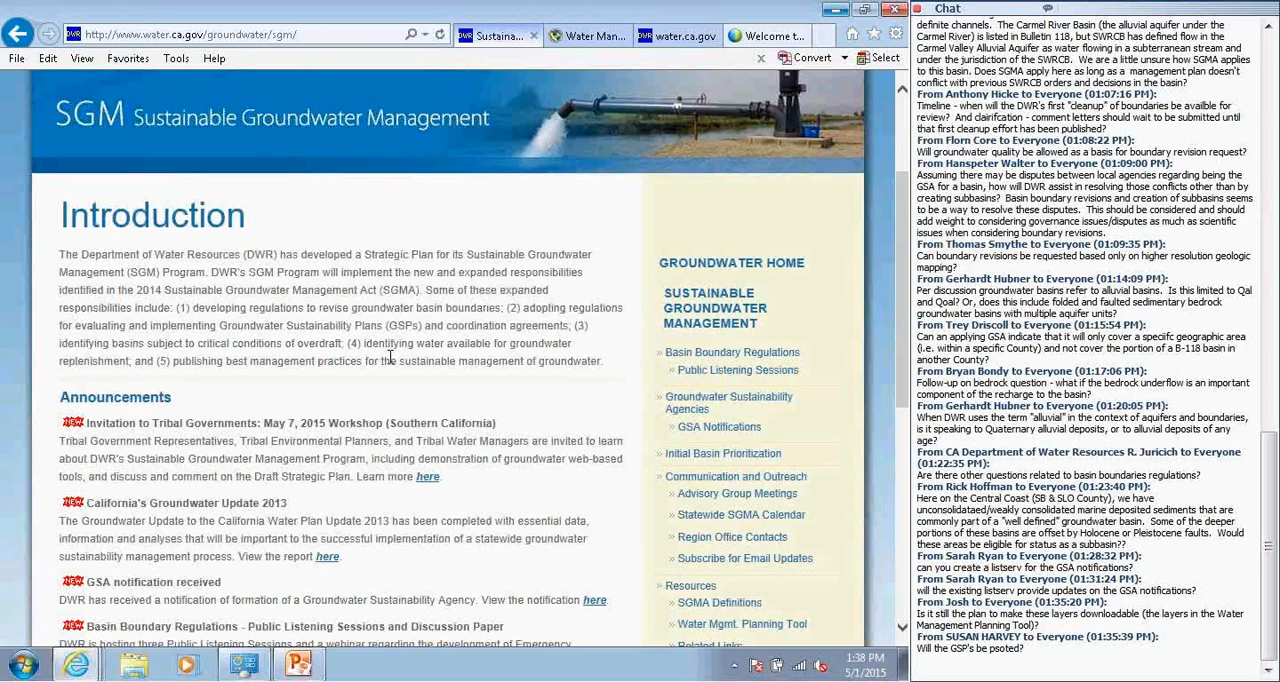 http://www.water.ca.gov/groundwater/sgm/
DWR
DWR
Sustaina...
Water Man...
DWR
water.ca.gov
Welcome t...
File Edit View Favorites Tools Help
x
Convert
Select
SGM Sustainable Groundwater Management
Introduction
The Department of Water Resources (DWR) has developed a Strategic Plan for its Sustainable Groundwater
Management (SGM) Program. DWR's SGM Program will implement the new and expanded responsibilities
identified in the 2014 Sustainable Groundwater Management Act (SGMA). Some of these expanded
responsibilities include: (1) developing regulations to revise groundwater basin boundaries; (2) adopting regulations
for evaluating and implementing Groundwater Sustainability Plans (GSPs) and coordination agreements; (3)
identifying basins subject to critical conditions of overdraft; (4) identifying water available for groundwater
replenishment; and (5) publishing best management practices for the sustainable management of groundwater.
Announcements
NEW Invitation to Tribal Governments: May 7, 2015 Workshop (Southern California)
Tribal Government Representatives, Tribal Environmental Planners, and Tribal Water Managers are invited to learn
about DWR's Sustainable Groundwater Management Program, including demonstration of groundwater web-based
tools, and discuss and comment on the Draft Strategic Plan. Learn more here.
NEW California's Groundwater Update 2013
The Groundwater Update to the California Water Plan Update 2013 has been completed with essential data,
information and analyses that will be important to the successful implementation of a statewide groundwater
sustainability management process. View the report here.
NEW GSA notification received
DWR has received a notification of formation of a Groundwater Sustainability Agency. View the notification here.
NEW Basin Boundary Regulations - Public Listening Sessions and Discussion Paper
DWR is hosting three Public Listening Sessions and a webinar regarding the development of Emergency
GROUNDWATER HOME
SUSTAINABLE
GROUNDWATER
MANAGEMENT
» Basin Boundary Regulations
» Public Listening Sessions
» Groundwater Sustainability
Agencies
» GSA Notifications
» Initial Basin Prioritization
» Communication and Outreach
» Advisory Group Meetings
» Statewide SGMA Calendar
» Region Office Contacts
» Subscribe for Email Updates
» Resources
» SGMA Definitions
» Water Mgmt. Planning Tool
» Related Links
1:38 PM
5/1/2015
Chat
definite channels. The Carmel River Basin (the alluvial aquifer under the
Carmel River) is listed in Bulletin 118, but SWRCB has defined flow in the
Carmel Valley Alluvial Aquifer as water flowing in a subterranean stream and
under the jurisdiction of the SWRCB. We are a little unsure how SGMA applies
to this basin. Does SGMA apply here as long as a management plan doesn't
conflict with previous SWRCB orders and decisions in the basin?
From Anthony Hicke to Everyone (01:07:16 PM):
Timeline - when will the DWR's first "cleanup" of boundaries be availble for
review? And clairifcation - comment letters should wait to be submitted until
that first cleanup effort has been published?
From Florn Core to Everyone (01:08:22 PM):
Will groundwater quality be allowed as a basis for boundary revision request?
From Hanspeter Walter to Everyone (01:09:00 PM):
Assuming there may be disputes between local agencies regarding being the
GSA for a basin, how will DWR assist in resolving those conflicts other than by
creating subbasins? Basin boundary revisions and creation of subbasins seems
to be a way to resolve these disputes. This should be considered and should
add weight to considering governance issues/disputes as much as scientific
issues when considering boundary revisions.
From Thomas Smythe to Everyone (01:09:35 PM):
Can boundary revisions be requested based only on higher resolution geologic
mapping?
From Gerhardt Hubner to Everyone (01:14:09 PM):
Per discussion groundwater basins refer to alluvial basins. Is this limited to Qal
and Qoal? Or, does this include folded and faulted sedimentary bedrock
groundwater basins with multiple aquifer units?
From Trey Driscoll to Everyone (01:15:54 PM):
Can an applying GSA indicate that it will only cover a speciifc geographic area
(i.e. within a specific County) and not cover the portion of a B-118 basin in
another County?
From Bryan Bondy to Everyone (01:17:06 PM):
Follow-up on bedrock question - what if the bedrock underflow is an important
component of the recharge to the basin?
From Gerhardt Hubner to Everyone (01:20:05 PM):
When DWR uses the term "alluvial" in the context of aquifers and boundaries,
is it speaking to Quaternary alluvial deposits, or to alluvial deposits of any
age?
From CA Department of Water Resources R. Juricich to Everyone
(01:22:35 PM):
Are there other questions related to basin boundaries regulations?
From Rick Hoffman to Everyone (01:23:40 PM):
Here on the Central Coast (SB & SLO County), we have
unconsolidataed/weakly consolidated marine deposited sediments that are
commonly part of a "well defined" groundwater basin. Some of the deeper
portions of these basins are offset by Holocene or Pleistocene faults. Would
these areas be eligible for status as a subbasin??
From Sarah Ryan to Everyone (01:28:32 PM):
can you create a listserv for the GSA notifications?
From Sarah Ryan to Everyone (01:31:24 PM):
will the existing listserv provide updates on the GSA notifications?
From Josh to Everyone (01:35:20 PM):
Is it still the plan to make these layers downloadable (the layers in the Water
Management Planning Tool)?
From SUSAN HARVEY to Everyone (01:35:39 PM):
Will the GSP's be psoted?